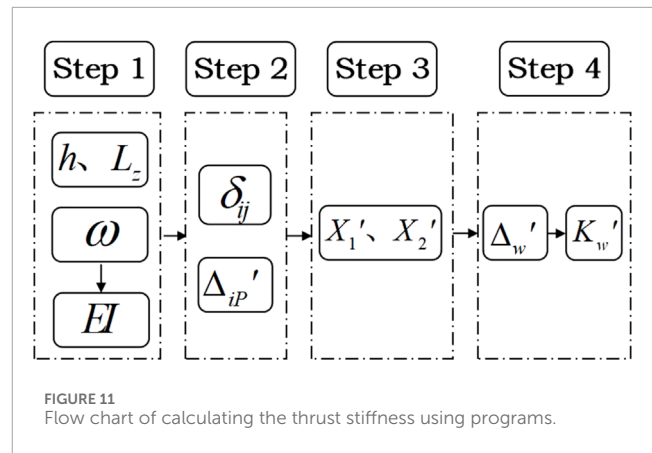 Step 1 Step 2 Step 3 Step 4
h、L_z
ω
EI
δ_ij
Δ_iP'
X_1'、X_2'
Δ_w'
K_w'
FIGURE 11
Flow chart of calculating the thrust stiffness using programs.